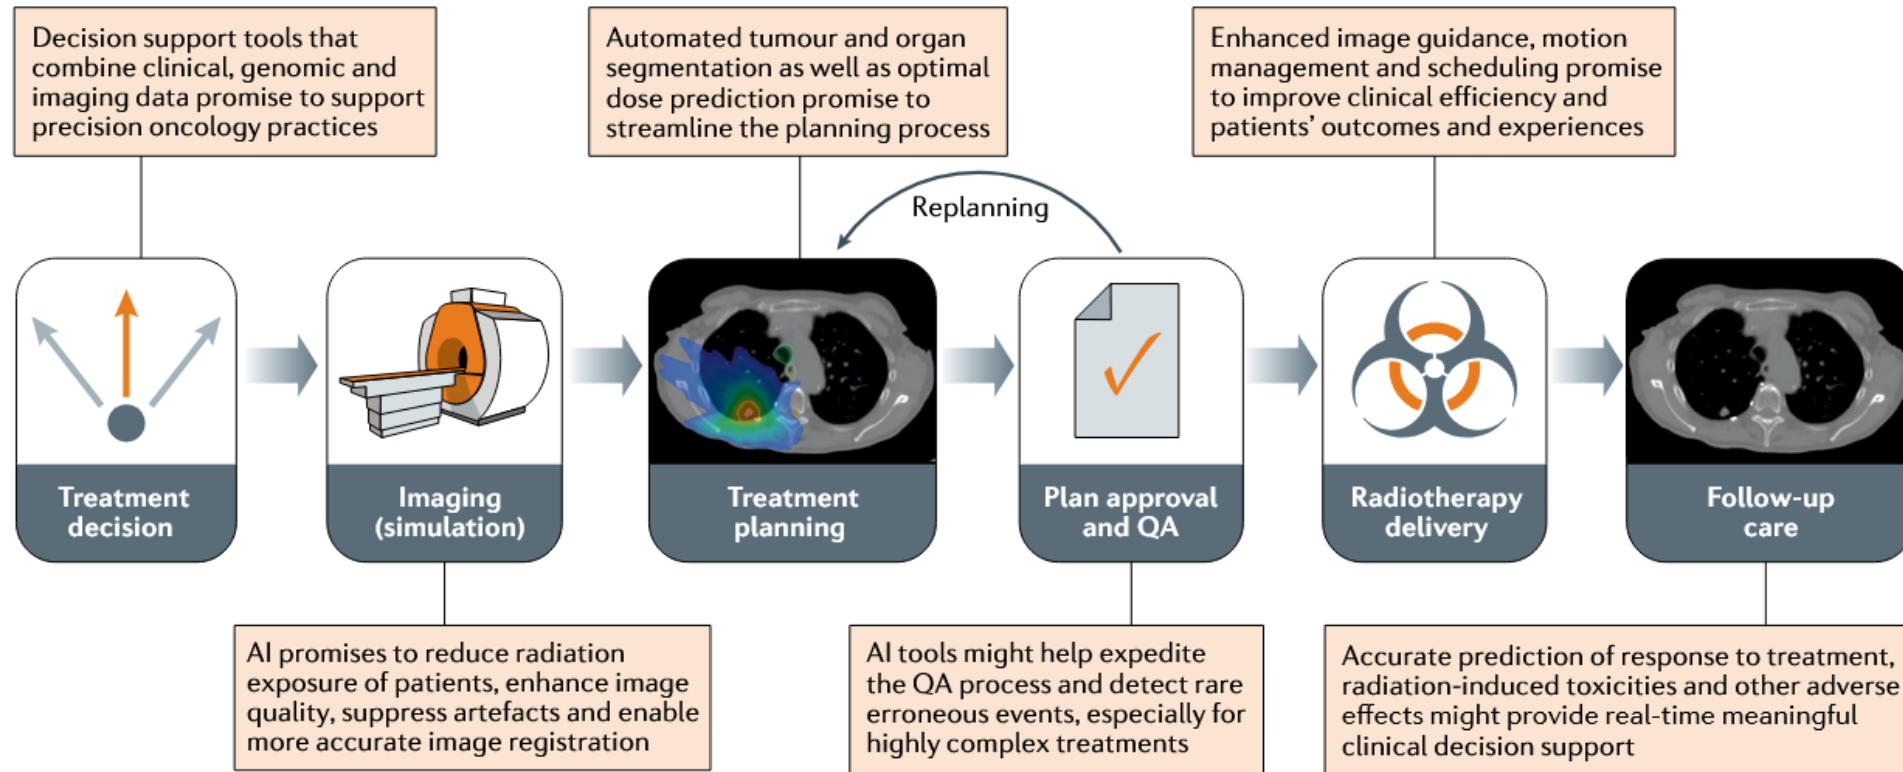 Decision support tools that
combine clinical, genomic and
imaging data promise to support
precision oncology practices
Automated tumour and organ
segmentation as well as optimal
dose prediction promise to
streamline the planning process
Enhanced image guidance, motion
management and scheduling promise
to improve clinical efficiency and
patients’ outcomes and experiences
Replanning
Treatment
decision
Imaging
(simulation)
Treatment
planning
Plan approval
and QA
Radiotherapy
delivery
Follow-up
care
AI promises to reduce radiation
exposure of patients, enhance image
quality, suppress artefacts and enable
more accurate image registration
AI tools might help expedite
the QA process and detect rare
erroneous events, especially for
highly complex treatments
Accurate prediction of response to treatment,
radiation-induced toxicities and other adverse
effects might provide real-time meaningful
clinical decision support